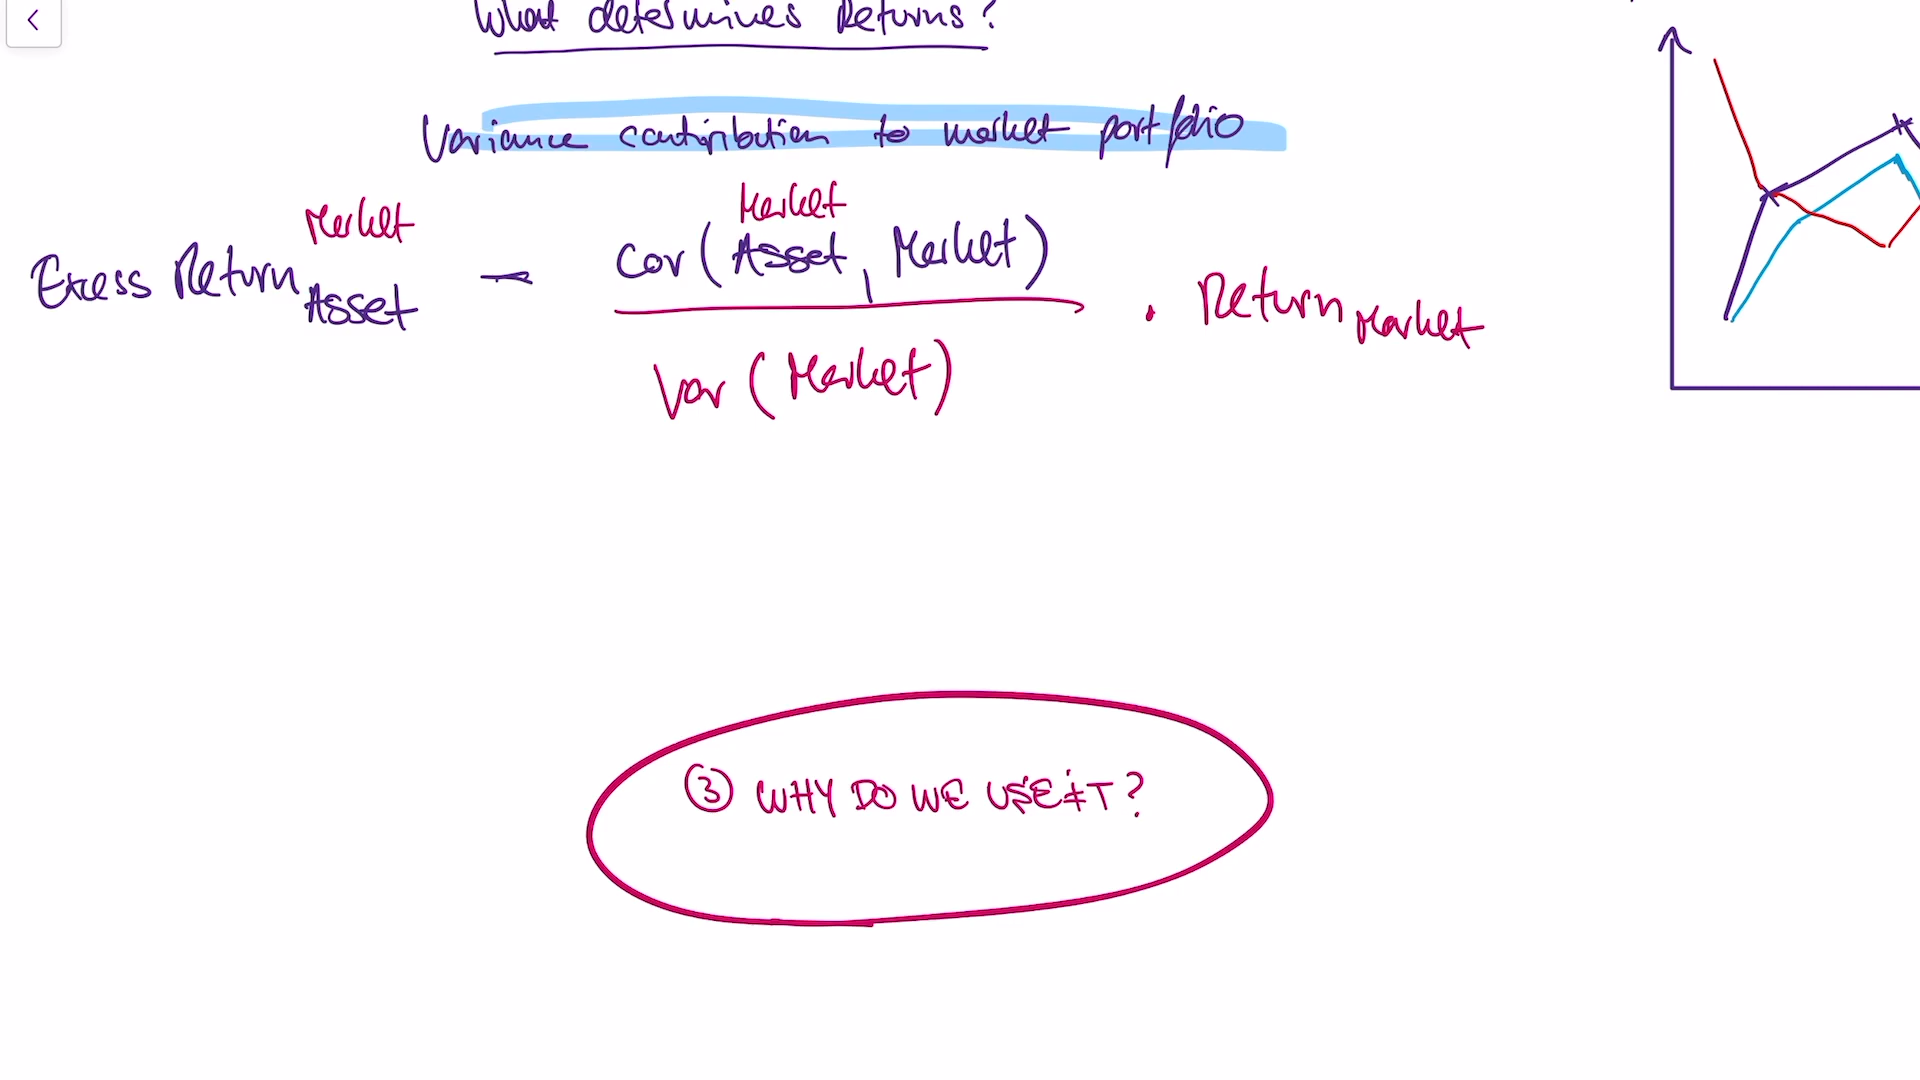 What determines Returns?
Variance contribution to market portfolio
Market
Market
Excess Return Asset = Cov ( Asset , Market ) . Return Market
Var ( Market )
③ WHY DO WE USE IT?